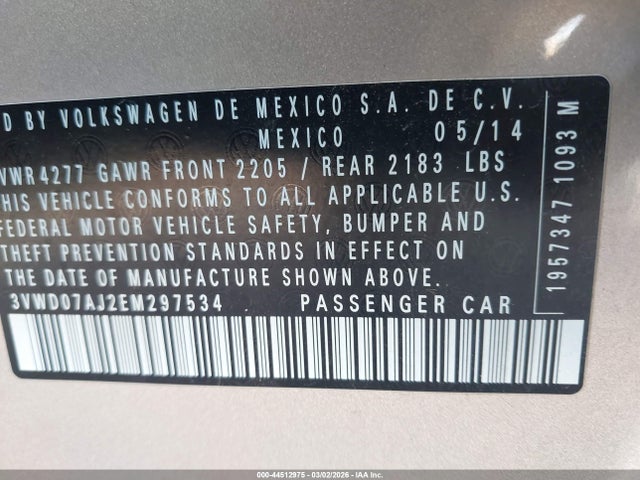 D BY VOLKSWAGEN DE MEXICO S.A. DE C.V.
MEXICO 05/14
VWR4277 GAWR FRONT 2205 / REAR 2183 LBS
THIS VEHICLE CONFORMS TO ALL APPLICABLE U.S.
FEDERAL MOTOR VEHICLE SAFETY, BUMPER AND
THEFT PREVENTION STANDARDS IN EFFECT ON
THE DATE OF MANUFACTURE SHOWN ABOVE.
3VWD07AJ2EM297534 PASSENGER CAR
1957347 1093 M
000-44512975 - 03/02/2026 - IAAI Inc.